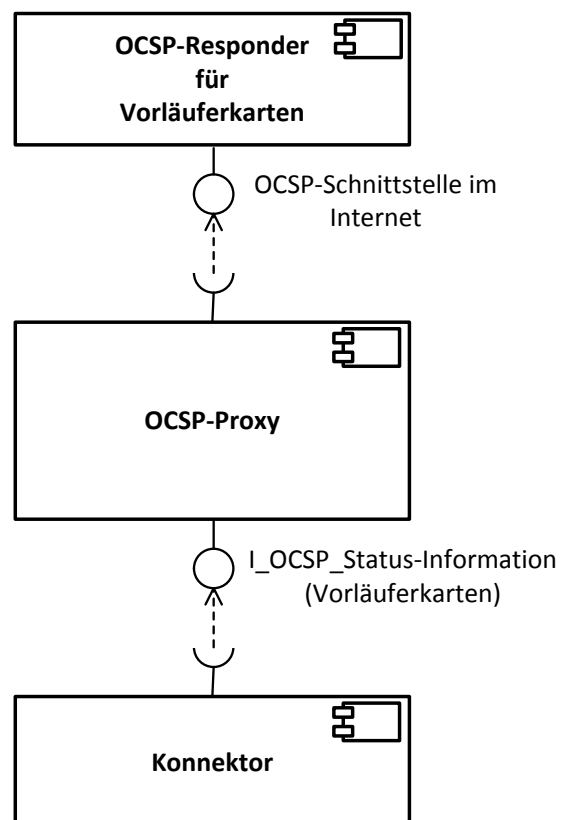 OCSP-Responder
für
Vorläuferkarten
OCSP-Schnittstelle im
Internet
OCSP-Proxy
I_OCSP_Status-Information
(Vorläuferkarten)
Konnektor